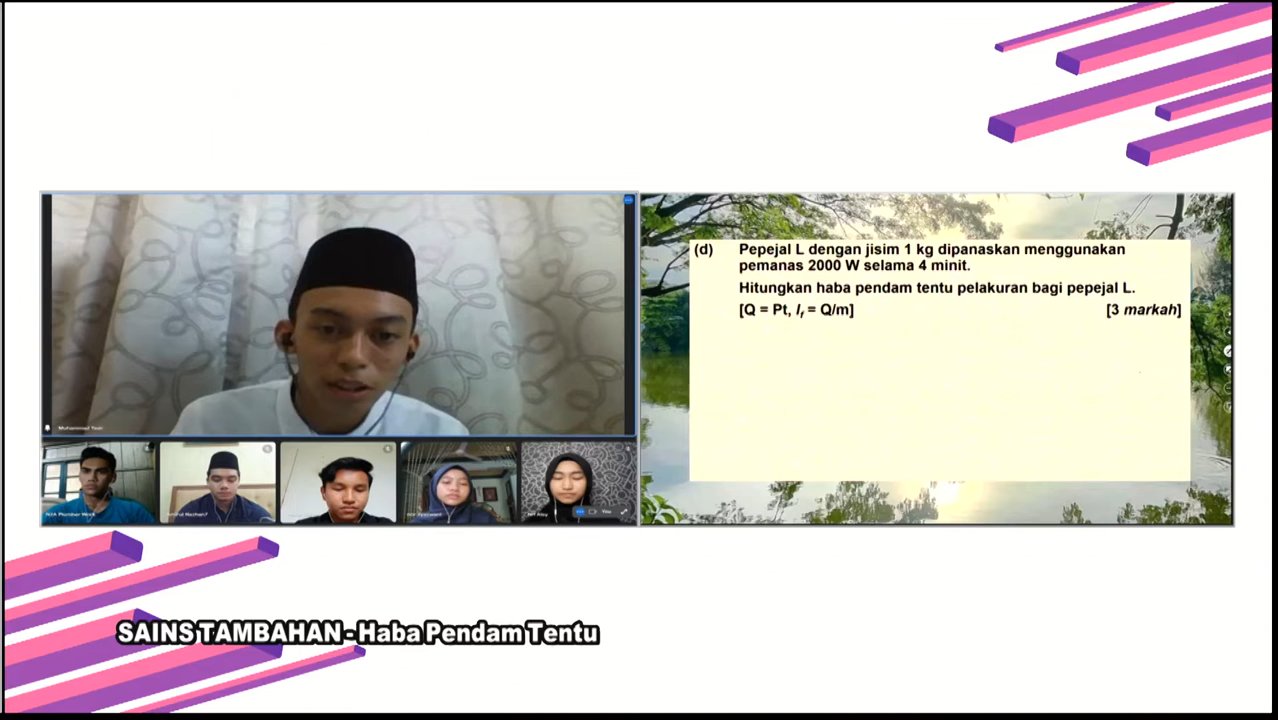 (d) Pepejal L dengan jisim 1 kg dipanaskan menggunakan
pemanas 2000 W selama 4 minit.
Hitungkan haba pendam tentu pelakuran bagi pepejal L.
[Q = Pt, lf = Q/m] [3 markah]
You
SAINS TAMBAHAN - Haba Pendam Tentu